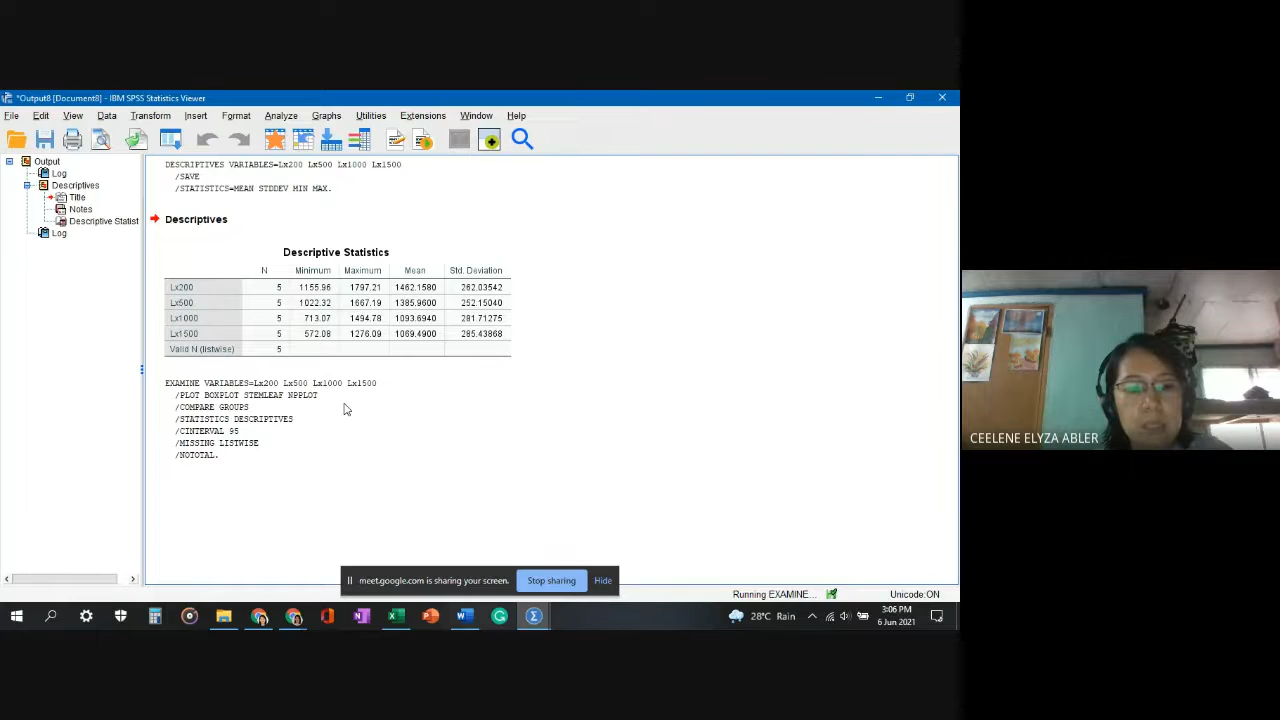 *Output8 [Document8] - IBM SPSS Statistics Viewer
File Edit View Data Transform Insert Format Analyze Graphs Utilities Extensions Window Help
Output
Log
Descriptives
Title
Notes
Descriptive Statist
Log
DESCRIPTIVES VARIABLES=Lx200 Lx500 Lx1000 Lx1500
/SAVE
/STATISTICS=MEAN STDDEV MIN MAX.
Descriptives
Descriptive Statistics
N Minimum Maximum Mean Std. Deviation
Lx200 5 1155.96 1797.21 1462.1580 262.03542
Lx500 5 1022.32 1667.19 1385.9600 252.15040
Lx1000 5 713.07 1494.78 1093.6940 281.71275
Lx1500 5 572.08 1276.09 1069.4900 285.43868
Valid N (listwise) 5
EXAMINE VARIABLES=Lx200 Lx500 Lx1000 Lx1500
/PLOT BOXPLOT STEMLEAF NPPLOT
/COMPARE GROUPS
/STATISTICS DESCRIPTIVES
/CINTERVAL 95
/MISSING LISTWISE
/NOTOTAL.
meet.google.com is sharing your screen. Stop sharing Hide
Running EXAMINE... Unicode:ON
28°C Rain
3:06 PM
6 Jun 2021
CEELENE ELYZA ABLER